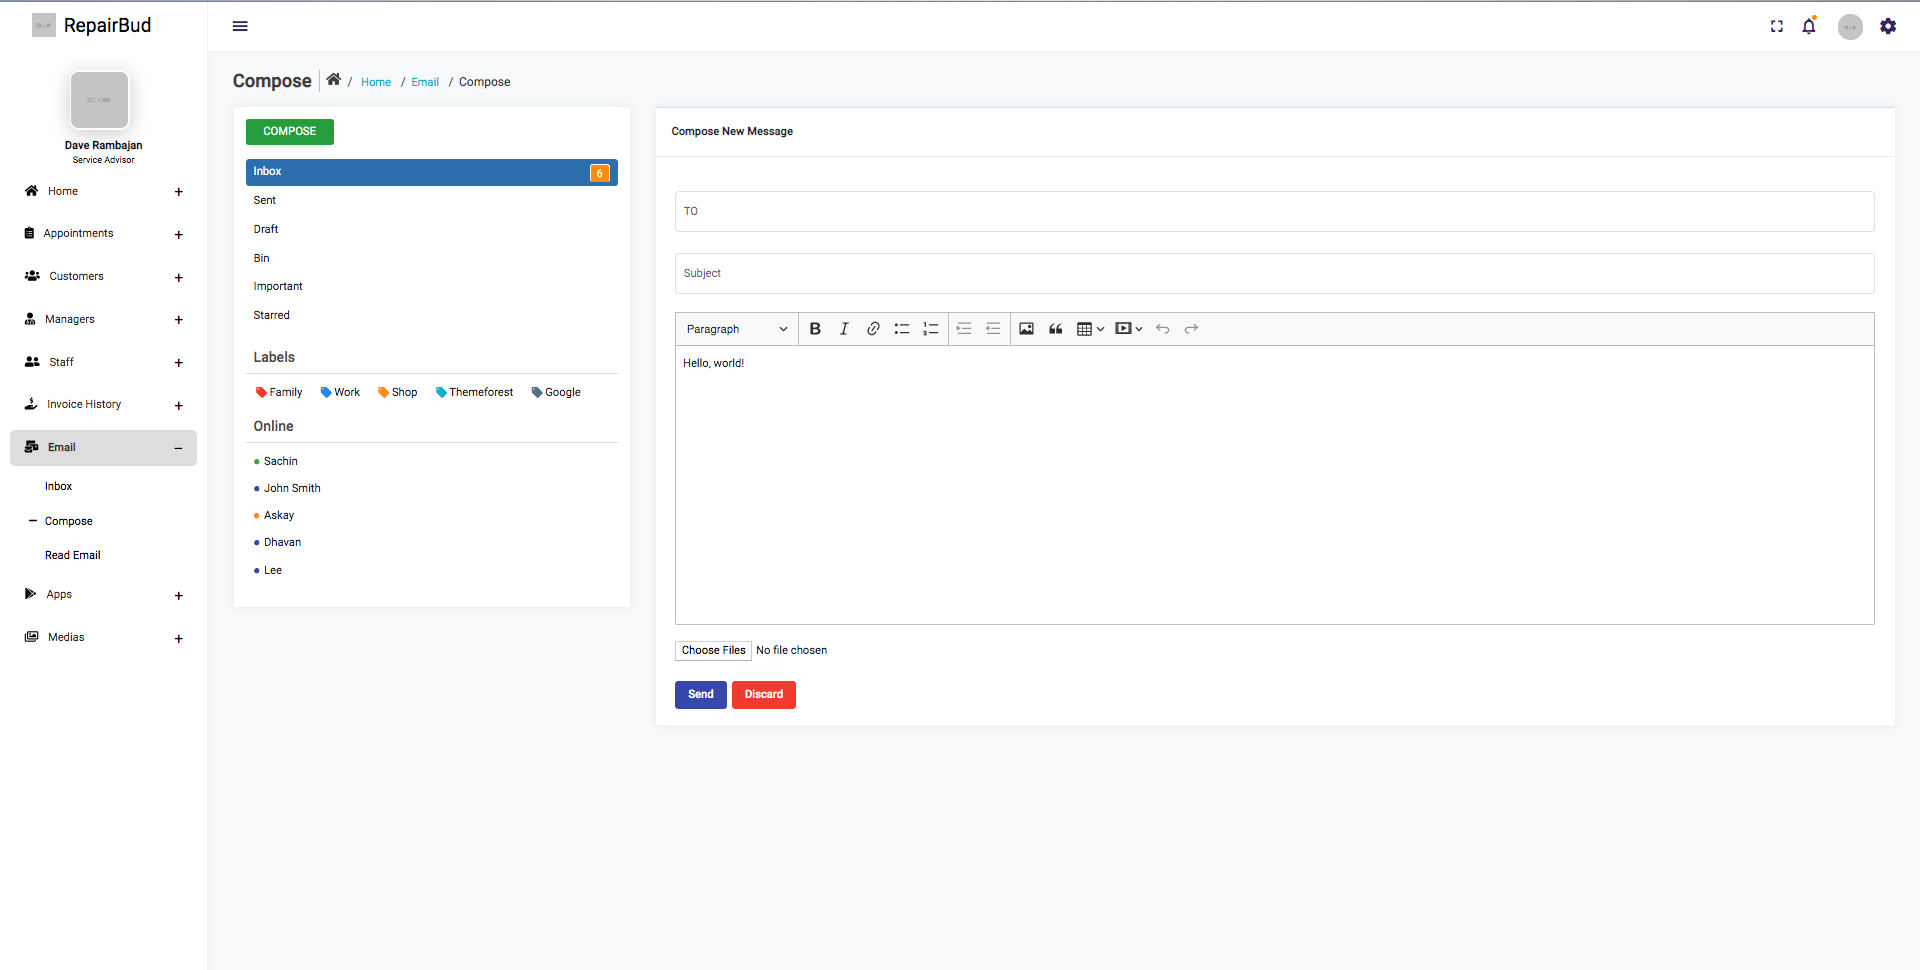 RepairBud
Dave Rambajan
Service Advisor
Home
Appointments
Customers
Managers
Staff
Invoice History
Email
Inbox
Compose
Read Email
Apps
Medias
Compose / Home / Email / Compose
COMPOSE
Inbox 6
Sent
Draft
Bin
Important
Starred
Labels
Family Work Shop Themeforest Google
Online
Sachin
John Smith
Askay
Dhavan
Lee
Compose New Message
TO
Subject
Paragraph
Hello, world!
Choose Files No file chosen
Send Discard